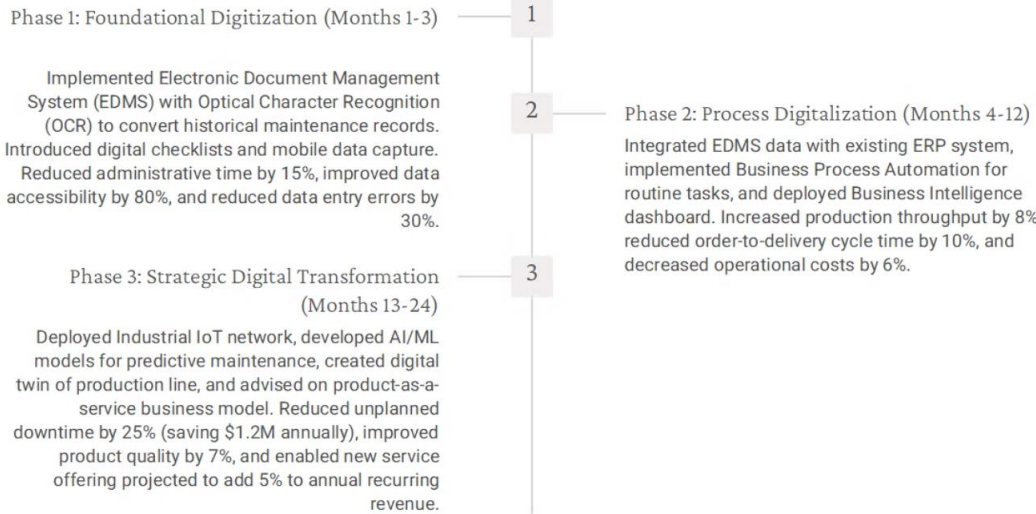 Phase 1: Foundational Digitization (Months 1-3)
1
Implemented Electronic Document Management
System (EDMS) with Optical Character Recognition
(OCR) to convert historical maintenance records.
Introduced digital checklists and mobile data capture.
Reduced administrative time by 15%, improved data
accessibility by 80%, and reduced data entry errors by
30%.
2
Phase 2: Process Digitalization (Months 4-12)
Integrated EDMS data with existing ERP system,
implemented Business Process Automation for
routine tasks, and deployed Business Intelligence
dashboard. Increased production throughput by 8%
reduced order-to-delivery cycle time by 10%, and
decreased operational costs by 6%.
Phase 3: Strategic Digital Transformation
(Months 13-24)
3
Deployed Industrial IoT network, developed AI/ML
models for predictive maintenance, created digital
twin of production line, and advised on product-as-a-
service business model. Reduced unplanned
downtime by 25% (saving $1.2M annually), improved
product quality by 7%, and enabled new service
offering projected to add 5% to annual recurring
revenue.